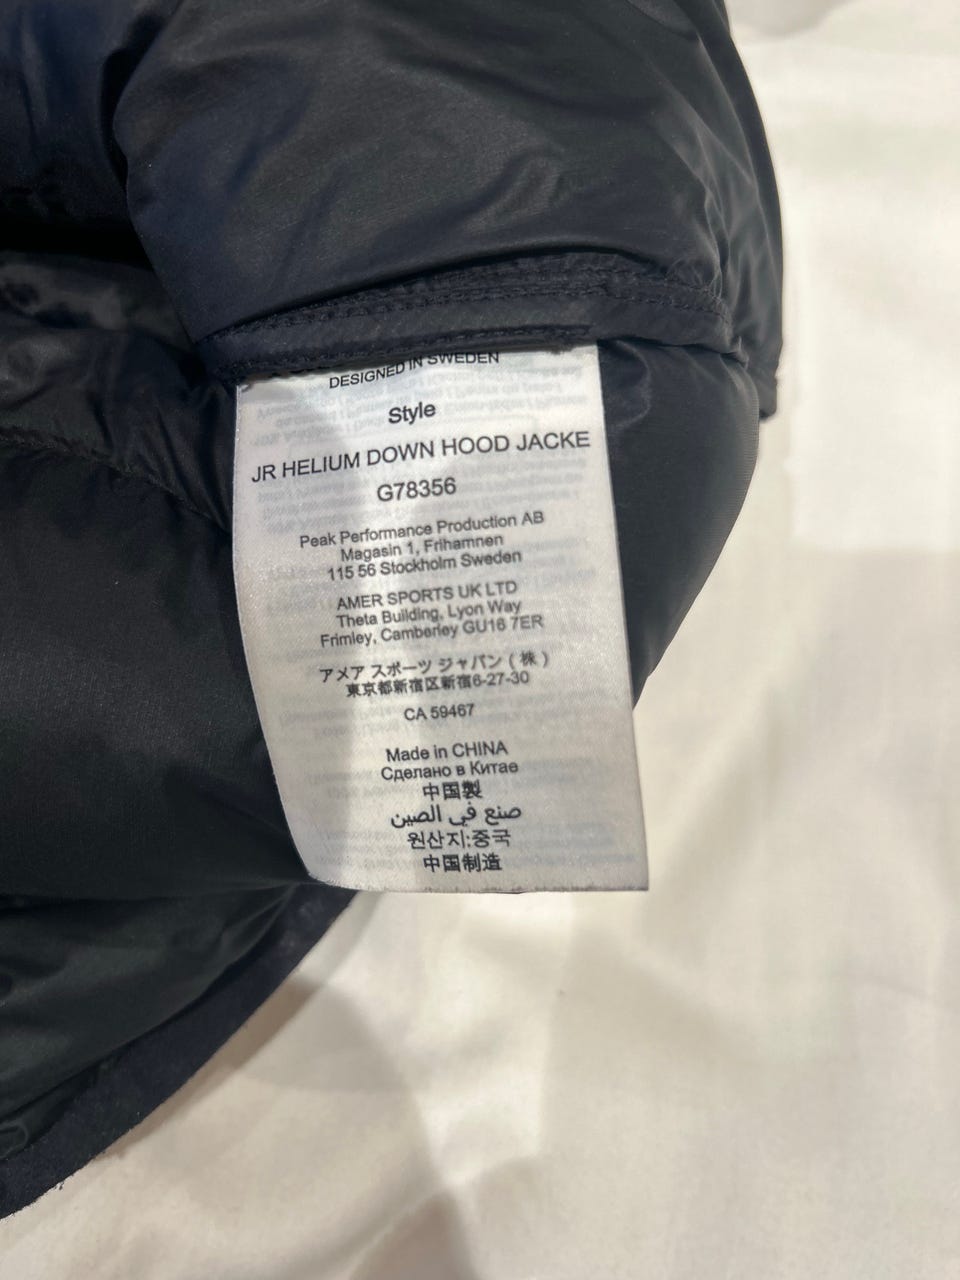 DESIGNED IN SWEDEN
Style
JR HELIUM DOWN HOOD JACKE
G78356
Peak Performance Production AB
Magasin 1, Frihamnen
115 56 Stockholm Sweden
AMER SPORTS UK LTD
Theta Building, Lyon Way
Frimley, Camberley GU16 7ER
アメア スポーツ ジャパン ( 株 )
東京都新宿区新宿6-27-30
CA 59467
Made in CHINA
Сделано в Китае
中国製
صنع في الصين
원산지:중국
中国制造